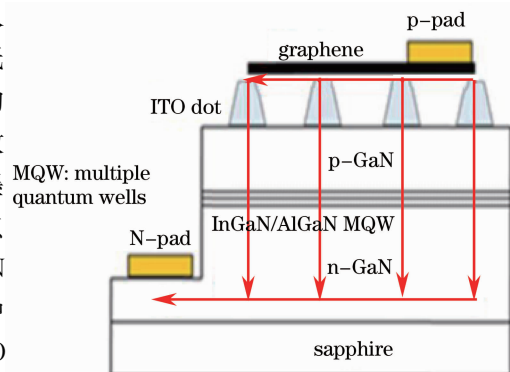 p-pad
graphene
ITO dot
p-GaN
MQW: multiple
quantum wells
InGaN/AlGaN MQW
N-pad
n-GaN
sapphire